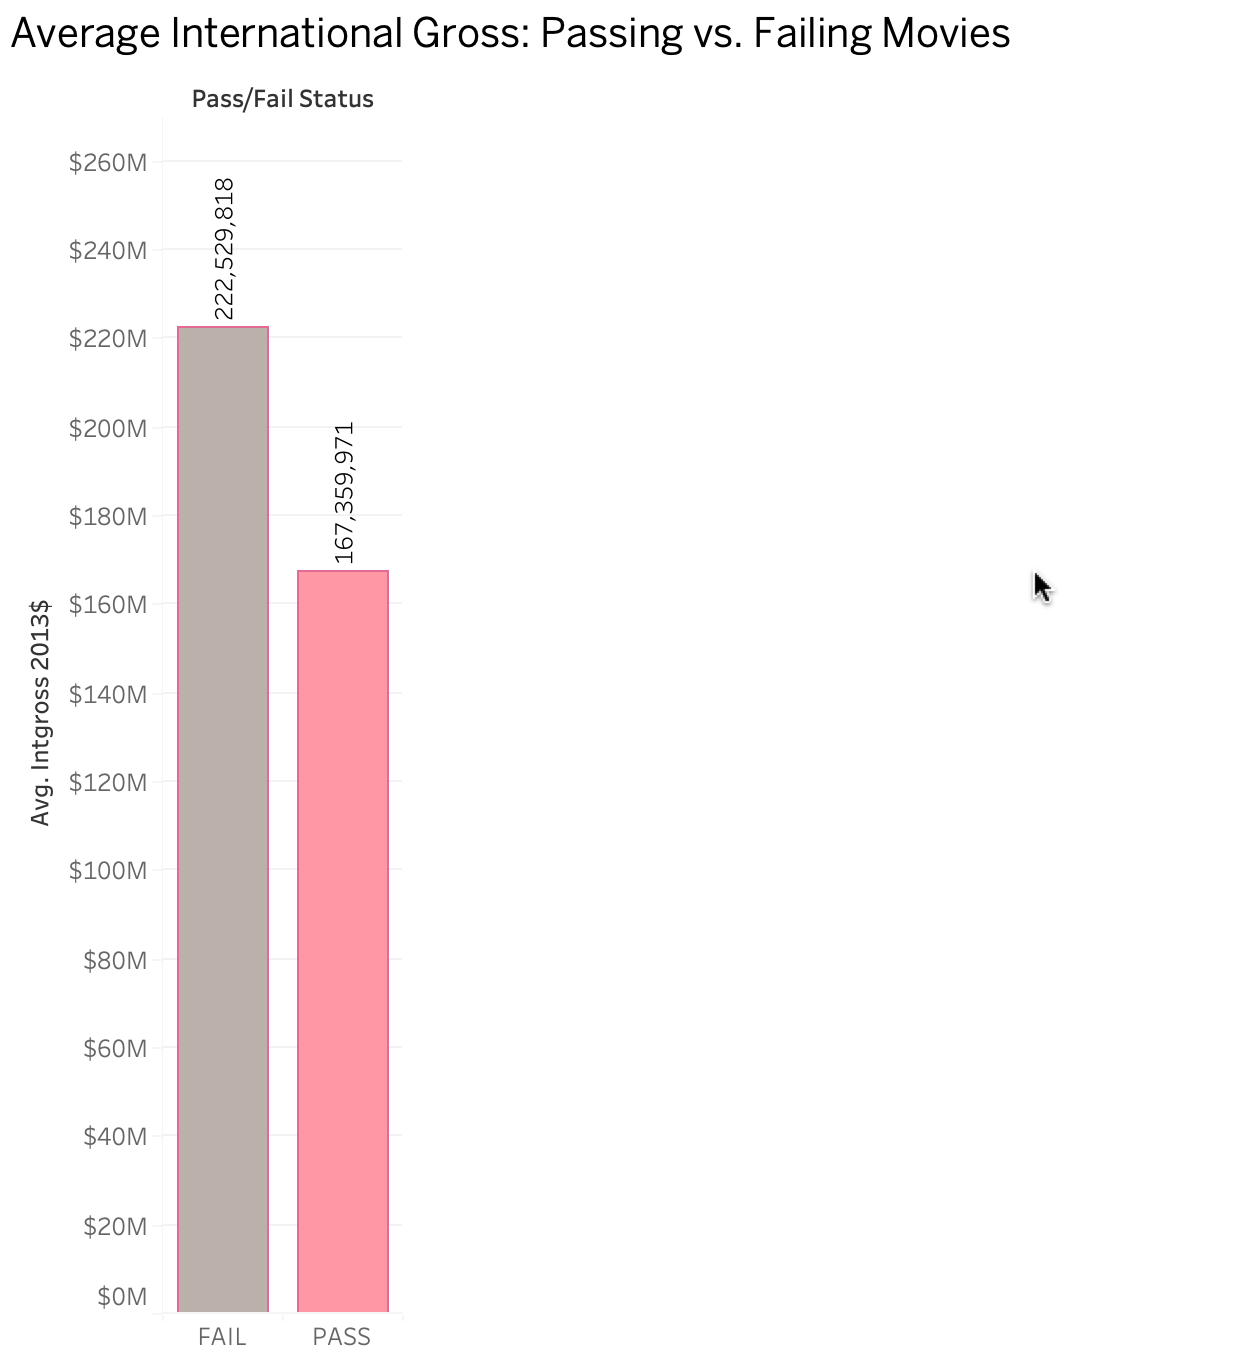 Average International Gross: Passing vs. Failing Movies
Pass/Fail Status
Avg. Intgross 2013$
$260M
$240M
$220M
$200M
$180M
$160M
$140M
$120M
$100M
$80M
$60M
$40M
$20M
$0M
222,529,818
167,359,971
FAIL
PASS